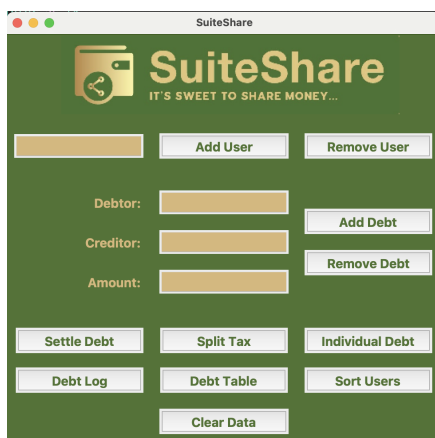 SuiteShare
SuiteShare
IT'S SWEET TO SHARE MONEY...
Add User
Remove User
Debtor:
Add Debt
Creditor:
Remove Debt
Amount:
Settle Debt
Split Tax
Individual Debt
Debt Log
Debt Table
Sort Users
Clear Data